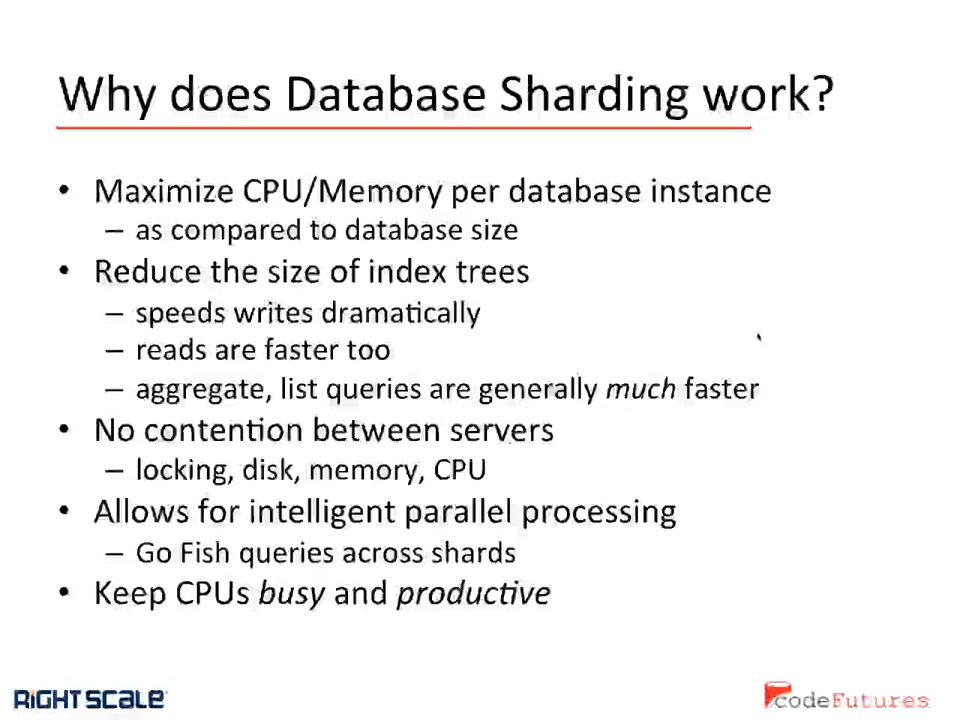 Why does Database Sharding work?
• Maximize CPU/Memory per database instance
– as compared to database size
• Reduce the size of index trees
– speeds writes dramatically
– reads are faster too
– aggregate, list queries are generally much faster
• No contention between servers
– locking, disk, memory, CPU
• Allows for intelligent parallel processing
– Go Fish queries across shards
• Keep CPUs busy and productive
RIGHTSCALE
codeFutures